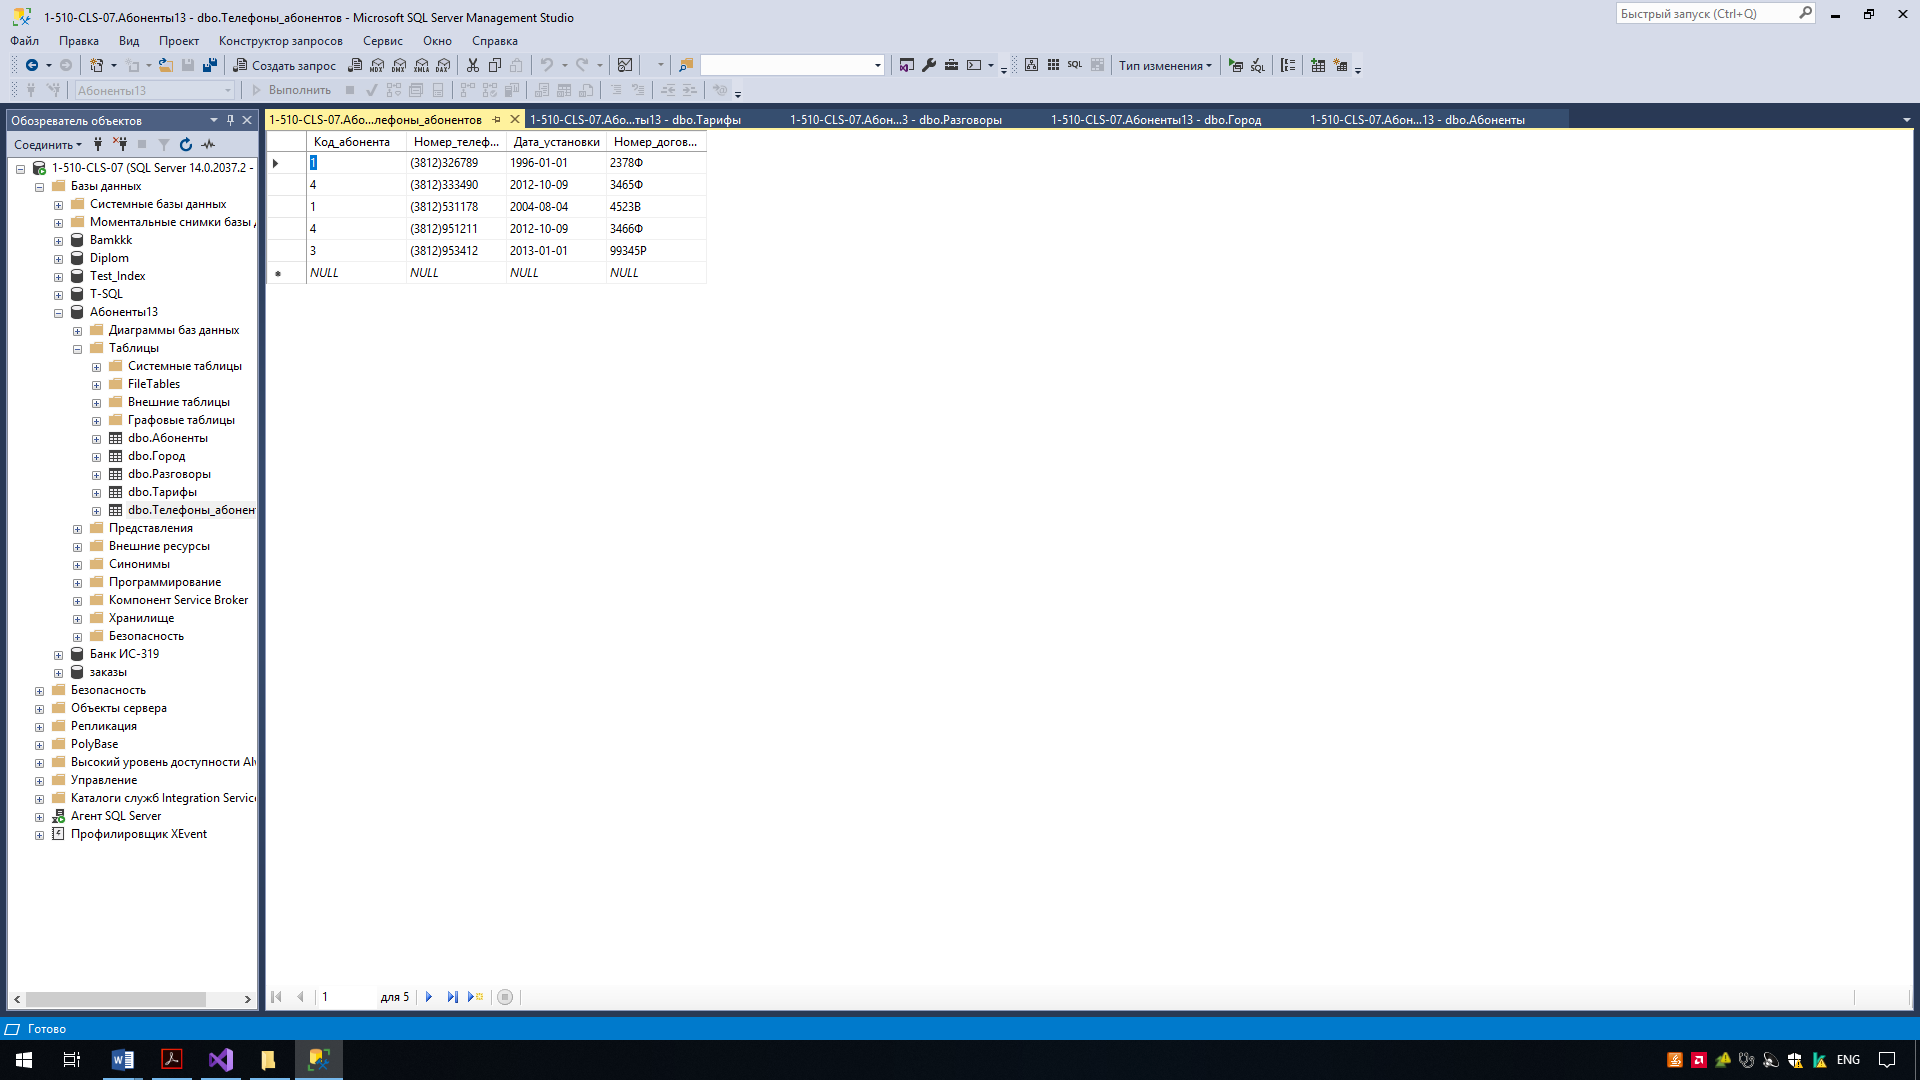 1-510-CLS-07.Абоненты13 - dbo.Телефоны_абонентов - Microsoft SQL Server Management Studio
Быстрый запуск (Ctrl+Q)
Файл Правка Вид Проект Конструктор запросов Сервис Окно Справка
Создать запрос MDX DMX XMLA DAX SQL Тип изменения SQL
Абоненты13 Выполнить
Обозреватель объектов
Соединить
1-510-CLS-07 (SQL Server 14.0.2037.2 -
Базы данных
Системные базы данных
Моментальные снимки базы
Bamkkk
Diplom
Test_Index
T-SQL
Абоненты13
Диаграммы баз данных
Таблицы
Системные таблицы
FileTables
Внешние таблицы
Графовые таблицы
dbo.Абоненты
dbo.Город
dbo.Разговоры
dbo.Тарифы
dbo.Телефоны_абонен
Представления
Внешние ресурсы
Синонимы
Программирование
Компонент Service Broker
Хранилище
Безопасность
Банк ИС-319
заказы
Безопасность
Объекты сервера
Репликация
PolyBase
Высокий уровень доступности Al
Управление
Каталоги служб Integration Service
Агент SQL Server
Профилировщик XEvent
1-510-CLS-07.Або...лефоны_абонентов 1-510-CLS-07.Або...ты13 - dbo.Тарифы 1-510-CLS-07.Абон...3 - dbo.Разговоры 1-510-CLS-07.Абоненты13 - dbo.Город 1-510-CLS-07.Абон...13 - dbo.Абоненты
Код_абонента Номер_телеф... Дата_установки Номер_догов...
1 (3812)326789 1996-01-01 2378Ф
4 (3812)333490 2012-10-09 3465Ф
1 (3812)531178 2004-08-04 4523В
4 (3812)951211 2012-10-09 3466Ф
3 (3812)953412 2013-01-01 99345Р
NULL NULL NULL NULL
1 для 5
Готово
ENG